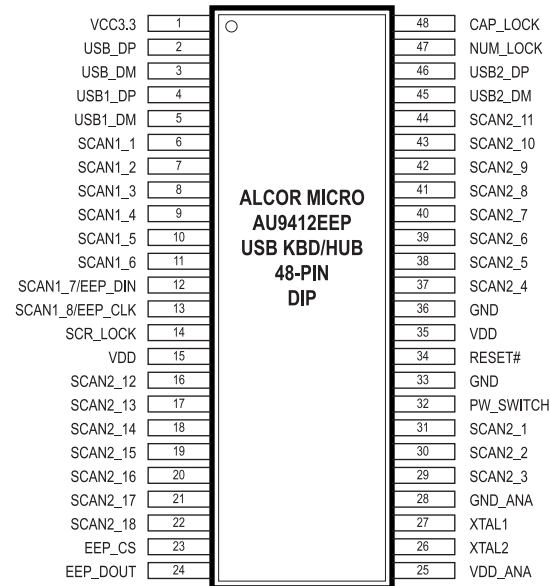 VCC3.3 1 48 CAP_LOCK
USB_DP 2 47 NUM_LOCK
USB_DM 3 46 USB2_DP
USB1_DP 4 45 USB2_DM
USB1_DM 5 44 SCAN2_11
SCAN1_1 6 43 SCAN2_10
SCAN1_2 7 42 SCAN2_9
SCAN1_3 8 41 SCAN2_8
SCAN1_4 9 40 SCAN2_7
SCAN1_5 10 39 SCAN2_6
SCAN1_6 11 38 SCAN2_5
SCAN1_7/EEP_DIN 12 37 SCAN2_4
SCAN1_8/EEP_CLK 13 36 GND
SCR_LOCK 14 35 VDD
VDD 15 34 RESET#
SCAN2_12 16 33 GND
SCAN2_13 17 32 PW_SWITCH
SCAN2_14 18 31 SCAN2_1
SCAN2_15 19 30 SCAN2_2
SCAN2_16 20 29 SCAN2_3
SCAN2_17 21 28 GND_ANA
SCAN2_18 22 27 XTAL1
EEP_CS 23 26 XTAL2
EEP_DOUT 24 25 VDD_ANA
ALCOR MICRO
AU9412EEP
USB KBD/HUB
48-PIN
DIP